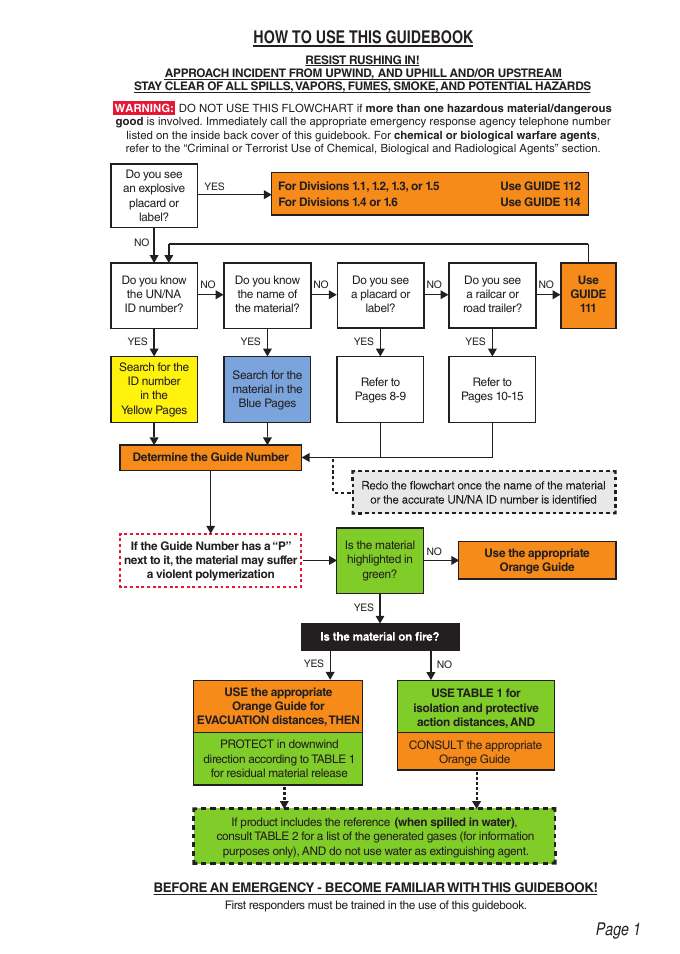 HOW TO USE THIS GUIDEBOOK
RESIST RUSHING IN!
APPROACH INCIDENT FROM UPWIND, AND UPHILL AND/OR UPSTREAM
STAY CLEAR OF ALL SPILLS, VAPORS, FUMES, SMOKE, AND POTENTIAL HAZARDS
WARNING: DO NOT USE THIS FLOWCHART if more than one hazardous material/dangerous
good is involved. Immediately call the appropriate emergency response agency telephone number
listed on the inside back cover of this guidebook. For chemical or biological warfare agents,
refer to the “Criminal or Terrorist Use of Chemical, Biological and Radiological Agents” section.
Do you see
an explosive
placard or
label?
YES
For Divisions 1.1, 1.2, 1.3, or 1.5 Use GUIDE 112
For Divisions 1.4 or 1.6 Use GUIDE 114
NO
Do you know
the UN/NA
ID number?
NO
Do you know
the name of
the material?
NO
Do you see
a placard or
label?
NO
Do you see
a railcar or
road trailer?
NO
Use
GUIDE
111
YES
YES
YES
YES
Search for the
ID number
in the
Yellow Pages
Search for the
material in the
Blue Pages
Refer to
Pages 8-9
Refer to
Pages 10-15
Determine the Guide Number
Redo the flowchart once the name of the material
or the accurate UN/NA ID number is identified
If the Guide Number has a “P”
next to it, the material may suffer
a violent polymerization
Is the material
highlighted in
green?
NO
Use the appropriate
Orange Guide
YES
Is the material on fire?
YES
NO
USE the appropriate
Orange Guide for
EVACUATION distances, THEN
PROTECT in downwind
direction according to TABLE 1
for residual material release
USE TABLE 1 for
isolation and protective
action distances, AND
CONSULT the appropriate
Orange Guide
If product includes the reference (when spilled in water),
consult TABLE 2 for a list of the generated gases (for information
purposes only), AND do not use water as extinguishing agent.
BEFORE AN EMERGENCY - BECOME FAMILIAR WITH THIS GUIDEBOOK!
First responders must be trained in the use of this guidebook.
Page 1